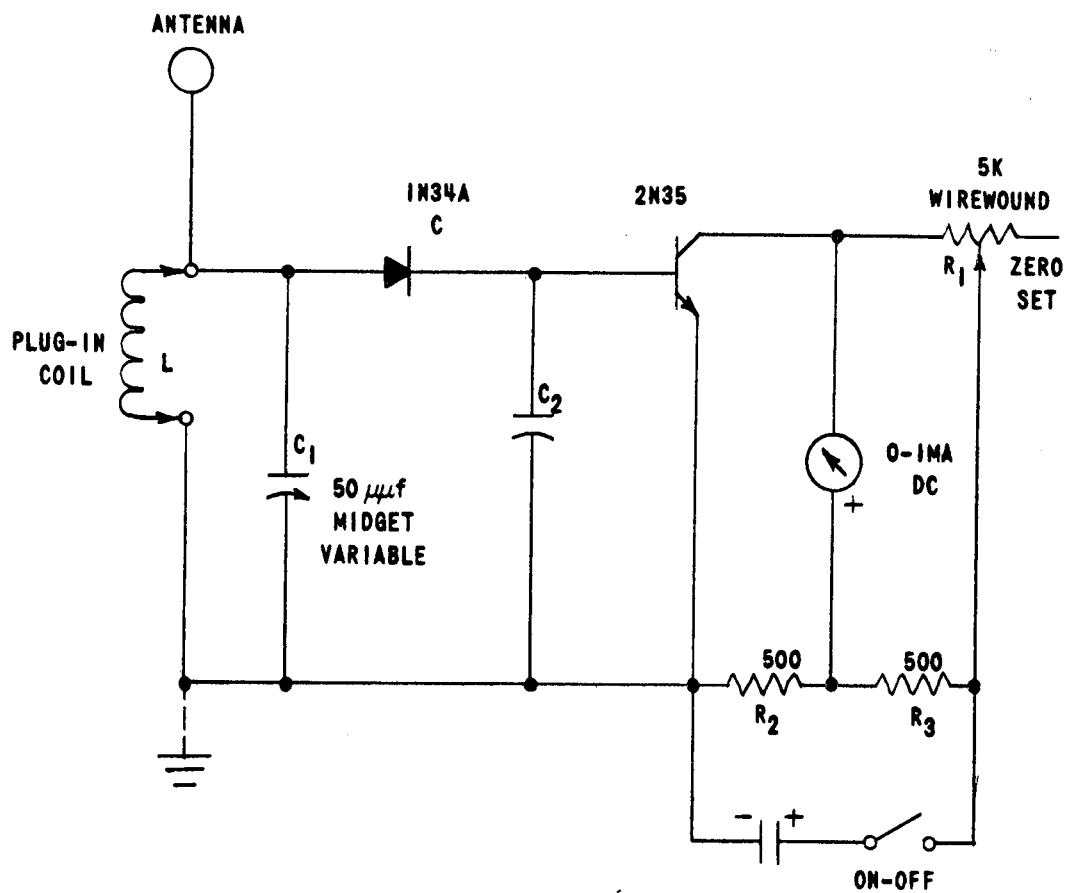 ANTENNA
1N34A
C
2N35
5K
WIREWOUND
R1
ZERO
SET
PLUG-IN
COIL
L
C1
50 μμf
MIDGET
VARIABLE
C2
0-1MA
DC
+
500
R2
500
R3
-
+
ON-OFF